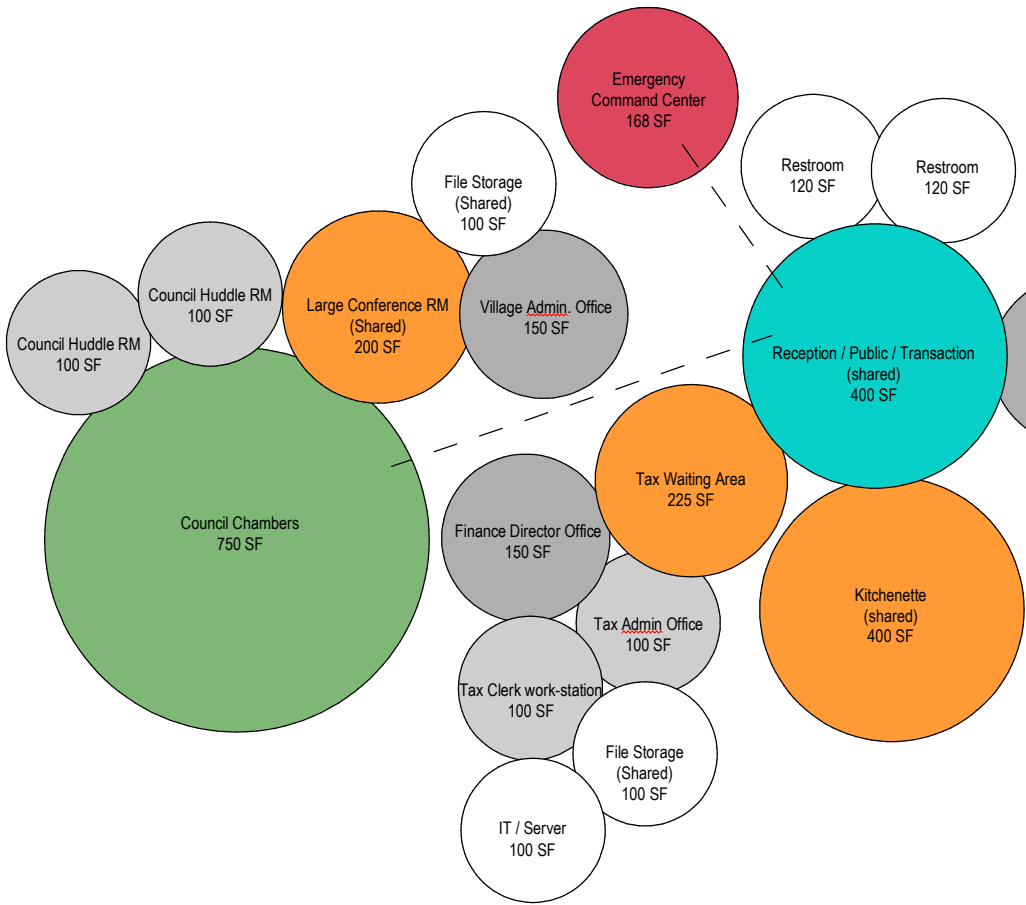 Emergency
Command Center
168 SF
Restroom
120 SF
Restroom
120 SF
File Storage
(Shared)
100 SF
Council Huddle RM
100 SF
Council Huddle RM
100 SF
Large Conference RM
(Shared)
200 SF
Village Admin. Office
150 SF
Reception / Public / Transaction
(shared)
400 SF
Tax Waiting Area
225 SF
Council Chambers
750 SF
Finance Director Office
150 SF
Kitchenette
(shared)
400 SF
Tax Admin Office
100 SF
Tax Clerk work-station
100 SF
File Storage
(Shared)
100 SF
IT / Server
100 SF